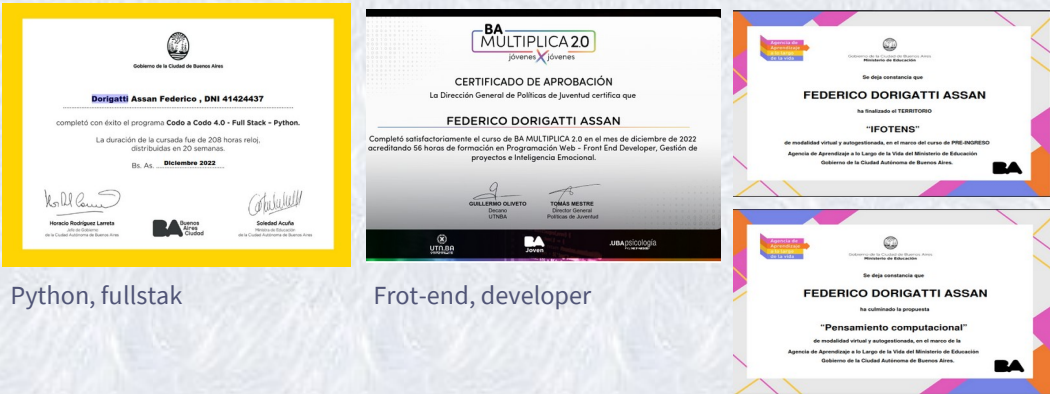 Gobierno de la Ciudad de Buenos Aires
Dorigatti Assan Federico , DNI 41424437
completó con éxito el programa Codo a Codo 4.0 - Full Stack - Python.
La duración de la cursada fue de 208 horas reloj,
distribuidas en 20 semanas.
Bs. As. Diciembre 2022
Horacio Rodríguez Larreta
Jefe de Gobierno
de la Ciudad Autónoma de Buenos Aires
BA Buenos
Aires
Ciudad
Soledad Acuña
Ministra de Educación
de la Ciudad Autónoma de Buenos Aires
Python, fullstak
BA
MULTIPLICA 2.0
jóvenes X jóvenes
CERTIFICADO DE APROBACIÓN
La Dirección General de Políticas de Juventud certifica que
FEDERICO DORIGATTI ASSAN
Completó satisfactoriamente el curso de BA MULTIPLICA 2.0 en el mes de diciembre de 2022
acreditando 56 horas de formación en Programación Web - Front End Developer, Gestión de
proyectos e Inteligencia Emocional.
GUILLERMO OLIVETO
Decano
UTNBA
TOMÁS MESTRE
Director General
Políticas de Juventud
UTN.BA
BA
Joven
.UBApsicología
Frot-end, developer
Agencia de
Aprendizaje
a lo largo
de la vida
Gobierno de la Ciudad de Buenos Aires
Ministerio de Educación
Se deja constancia que
FEDERICO DORIGATTI ASSAN
ha finalizado el TERRITORIO
"IFOTENS"
de modalidad virtual y autogestionada, en el marco del curso de PRE-INGRESO
Agencia de Aprendizaje a lo Largo de la Vida del Ministerio de Educación
Gobierno de la Ciudad Autónoma de Buenos Aires.
BA
Agencia de
Aprendizaje
a lo largo
de la vida
Gobierno de la Ciudad de Buenos Aires
Ministerio de Educación
Se deja constancia que
FEDERICO DORIGATTI ASSAN
ha culminado la propuesta
"Pensamiento computacional"
de modalidad virtual y autogestionada, en el marco de la
Agencia de Aprendizaje a lo Largo de la Vida del Ministerio de Educación
Gobierno de la Ciudad Autónoma de Buenos Aires.
BA